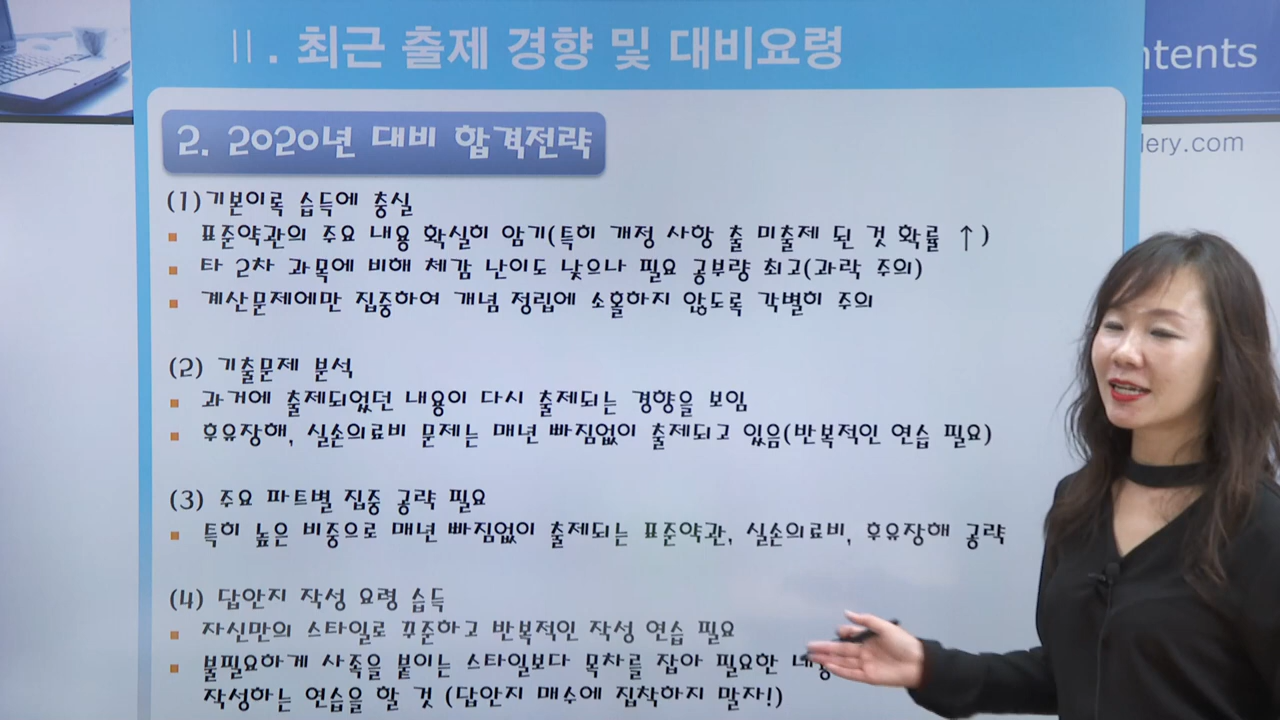 Ⅱ. 최근 출제 경향 및 대비요령
ntents
lery.com
2. 2020년 대비 합격전략
(1)기본이록 습득에 충실
▪ 표준약관의 주요 내용 확실히 암기(특히 개정 사항 출 미출제 된 것 확률 ↑)
▪ 타 2차 과목에 비해 체감 난이도 낮으나 필요 공부량 최고(과락 주의)
▪ 계산문제에만 집중하여 개념 정립에 소홀하지 않도록 각별히 주의
(2) 기출문제 분석
▪ 과거에 출제되었던 내용이 다시 출제되는 경향을 보임
▪ 후유장해, 실손의료비 문제는 매년 빠짐없이 출제되고 있음(반복적인 연습 필요)
(3) 주요 파트별 집중 공략 필요
▪ 특히 높은 비중으로 매년 빠짐없이 출제되는 표준약관, 실손의료비, 후유장해 공략
(4) 답안지 작성 요령 습득
▪ 자신만의 스타일로 꾸준하고 반복적인 작성 연습 필요
▪ 불필요하게 사족을 붙이는 스타일보다 목차를 잡아 필요한
작성하는 연습을 할 것 (답안지 매수에 집착하지 말자!)